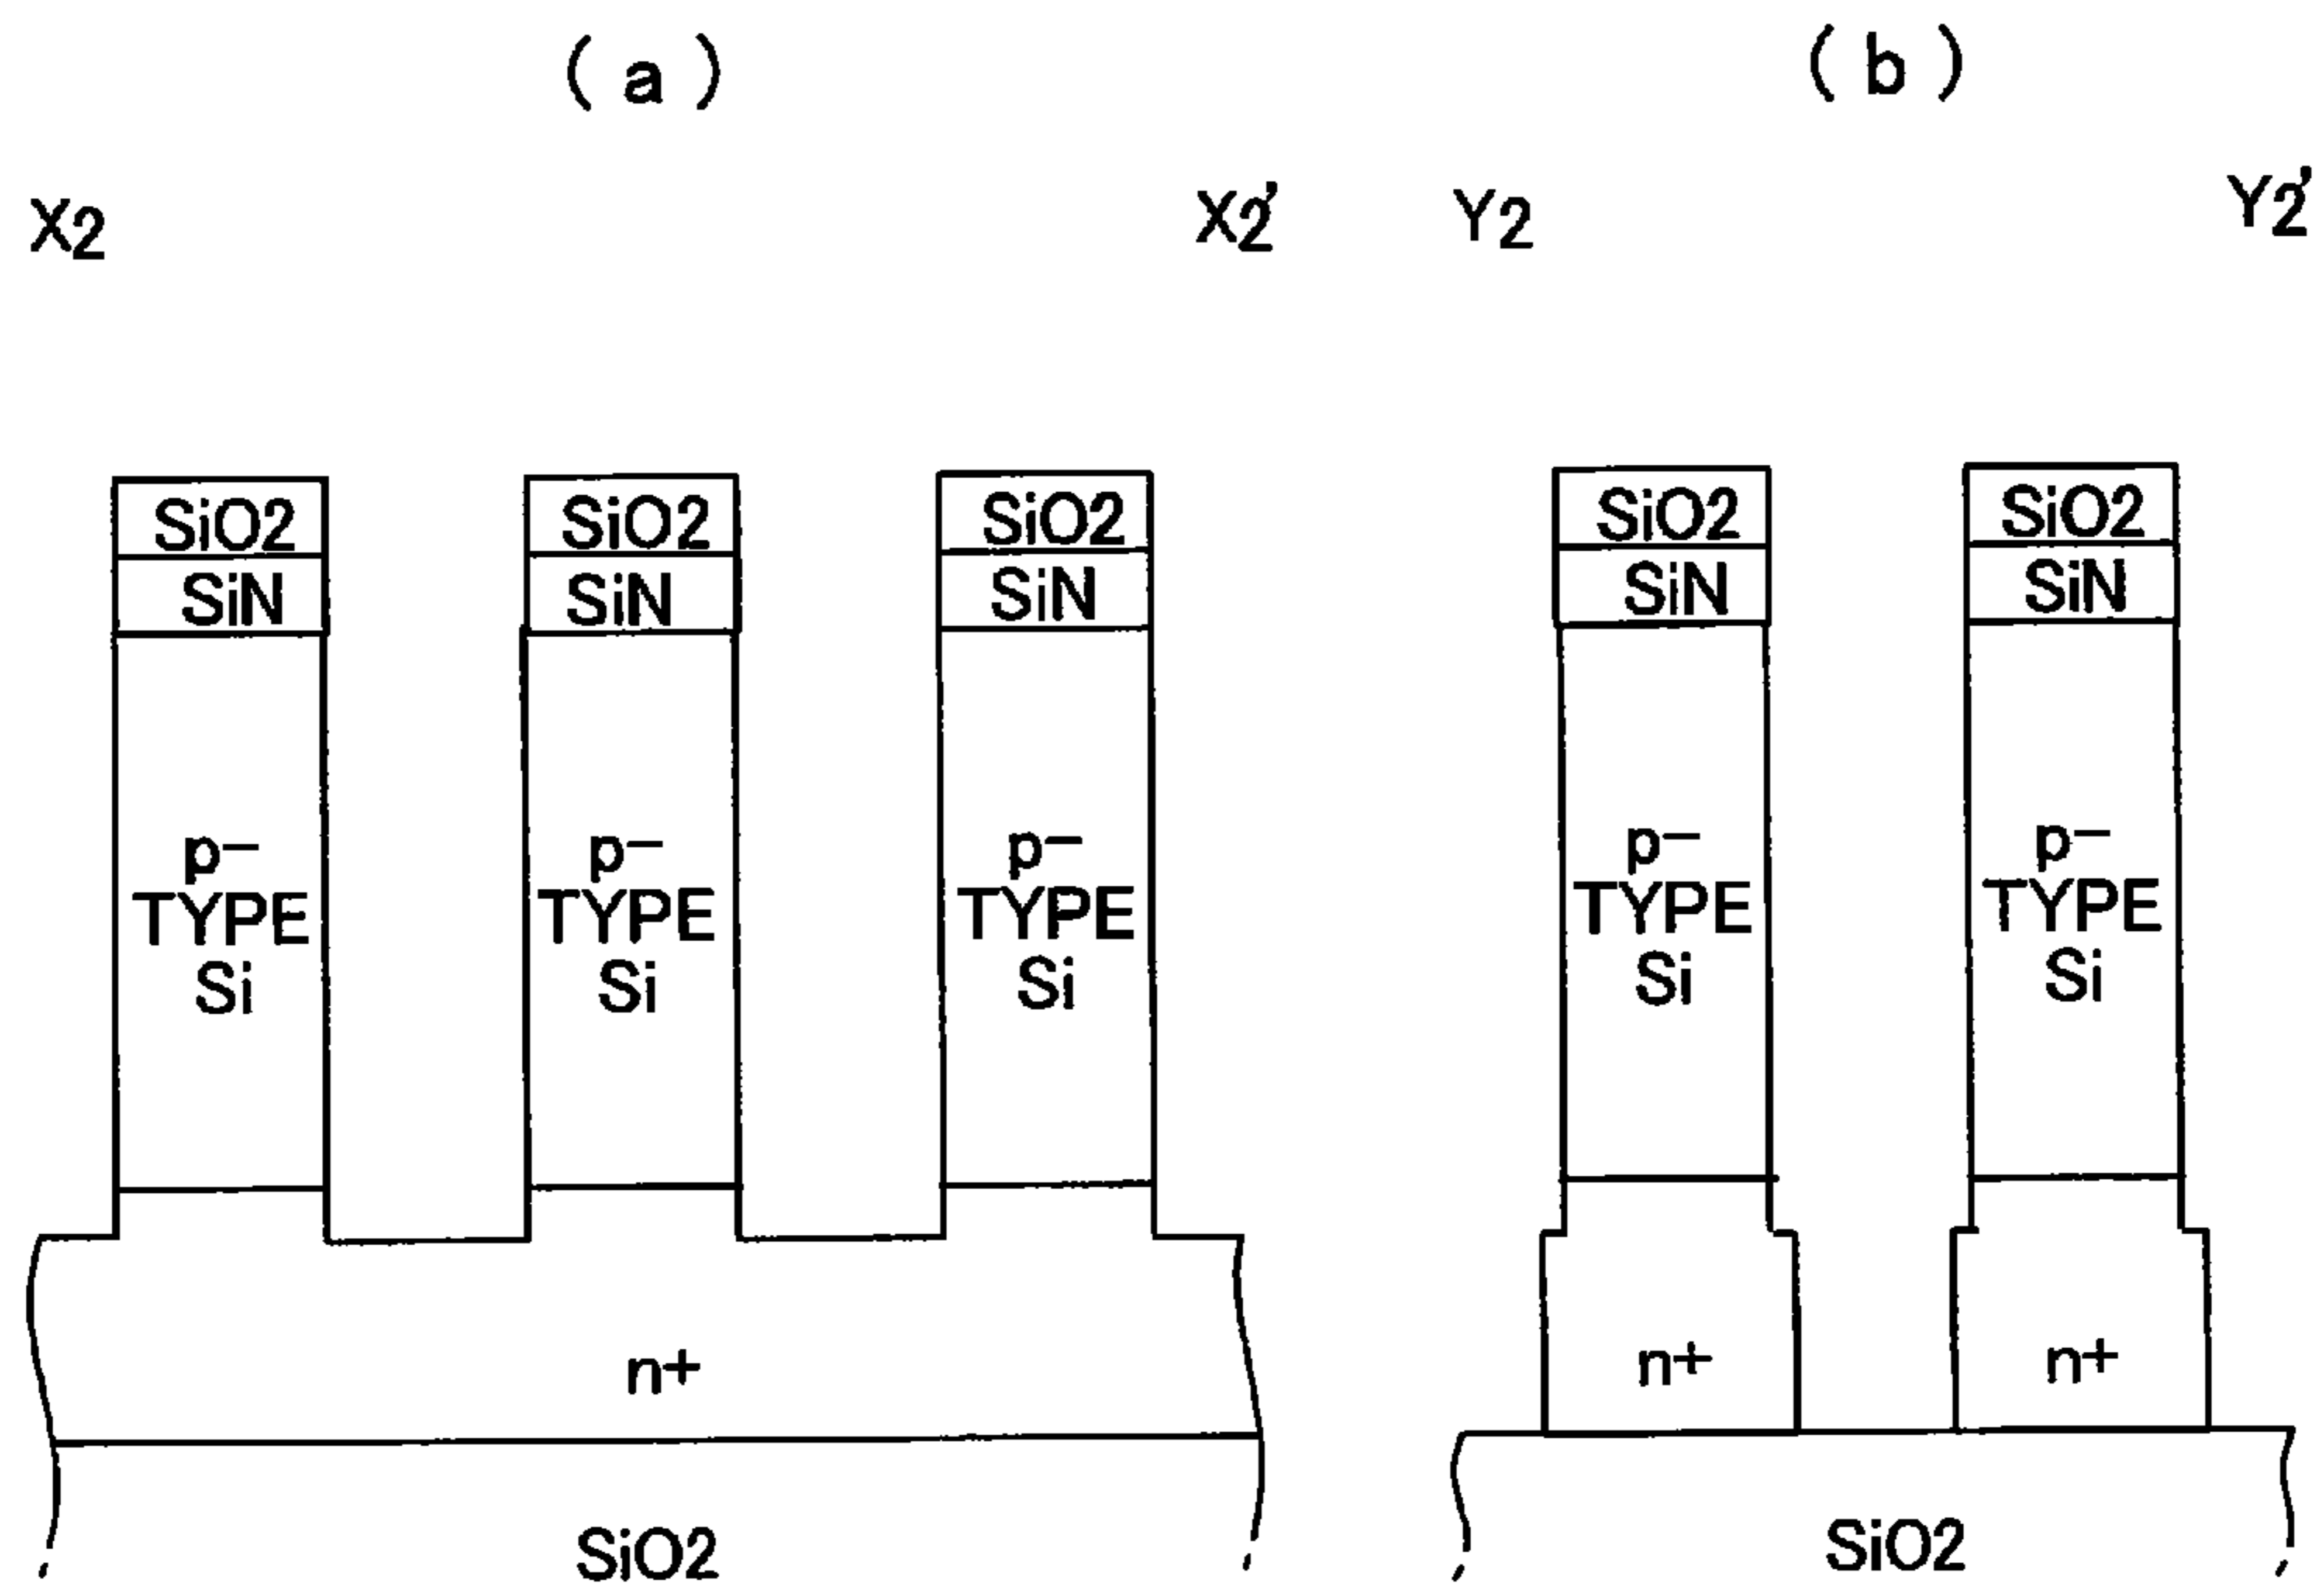 (a)
(b)
X2
X2'
Y2
Y2'
SiO2
SiN
p-
TYPE
Si
SiO2
SiN
p-
TYPE
Si
SiO2
SiN
p-
TYPE
Si
n+
SiO2
SiO2
SiN
p-
TYPE
Si
SiO2
SiN
p-
TYPE
Si
n+
n+
SiO2